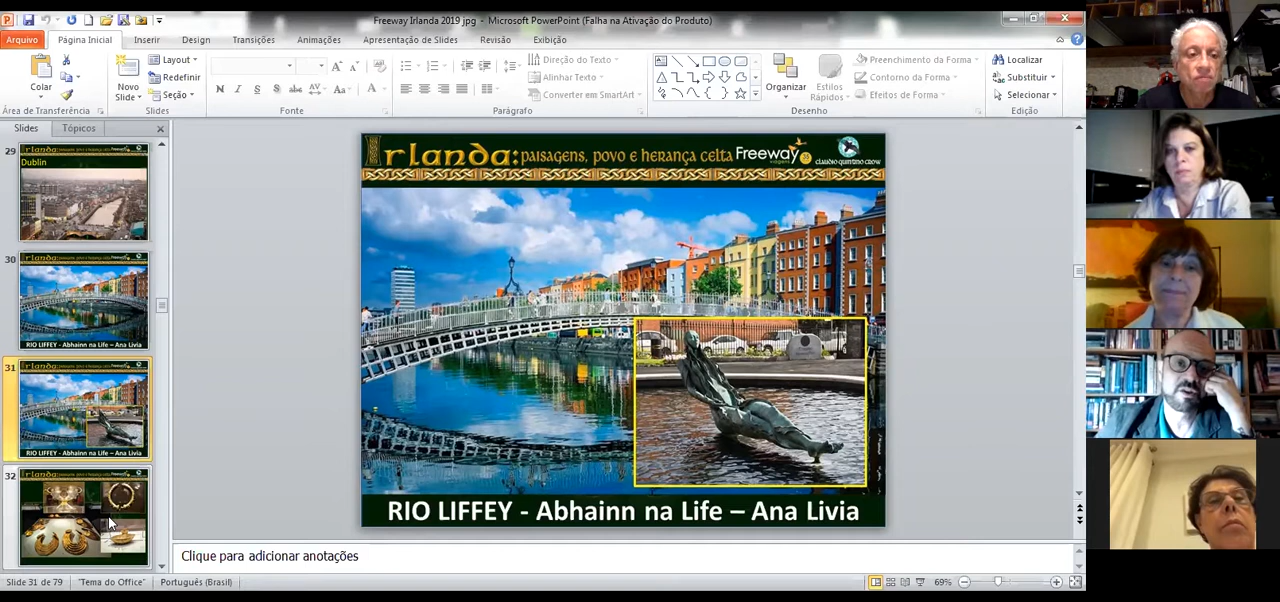 Freeway Irlanda 2019 jpg - Microsoft PowerPoint (Falha na Ativação do Produto)
Arquivo Página Inicial Inserir Design Transições Animações Apresentação de Slides Revisão Exibição
Colar
Novo Slide
Layout
Redefinir
Seção
N I S S abc AV Aa A
Direção do Texto
Alinhar Texto
Converter em SmartArt
Organizar
Estilos Rápidos
Preenchimento da Forma
Contorno da Forma
Efeitos de Forma
Localizar
Substituir
Selecionar
Área de Transferência Slides Fonte Parágrafo Desenho Edição
Slides Tópicos
29
Dublin
30
RIO LIFFEY - Abhainn na Life – Ana Livia
31
RIO LIFFEY - Abhainn na Life – Ana Livia
32
Irlanda: paisagens, povo e herança celta Freeway viagens 35 CLAUDIO QUINTINO CROW
RIO LIFFEY - Abhainn na Life – Ana Livia
Clique para adicionar anotações
Slide 31 de 79 "Tema do Office" Português (Brasil) 69%